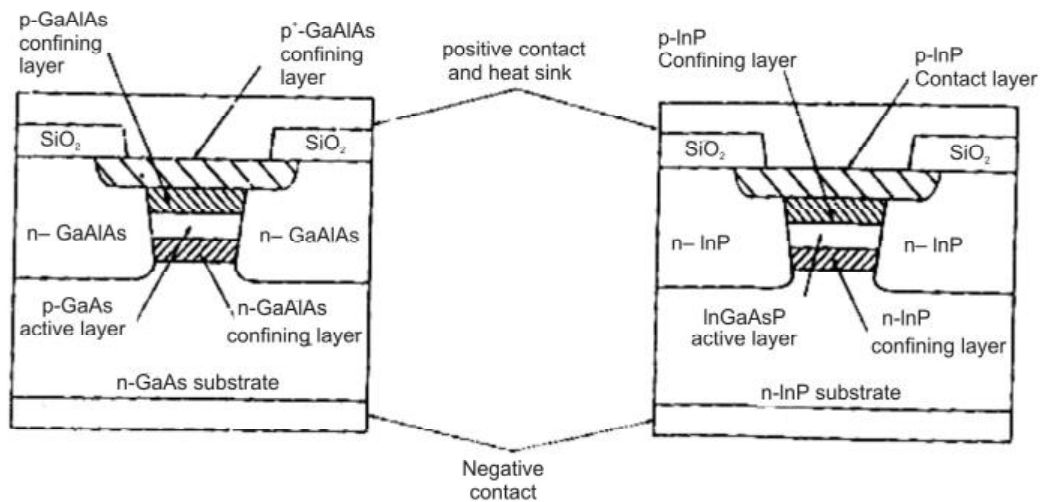 p-GaAlAs
confining
layer
p⁺-GaAlAs
confining
layer
positive contact
and heat sink
p-InP
Confining layer
p-InP
Contact layer
SiO₂
SiO₂
SiO₂
SiO₂
n– GaAlAs
n– GaAlAs
n– InP
n– InP
p-GaAs
active layer
n-GaAlAs
confining layer
InGaAsP
active layer
n-InP
confining layer
n-GaAs substrate
n-InP substrate
Negative
contact